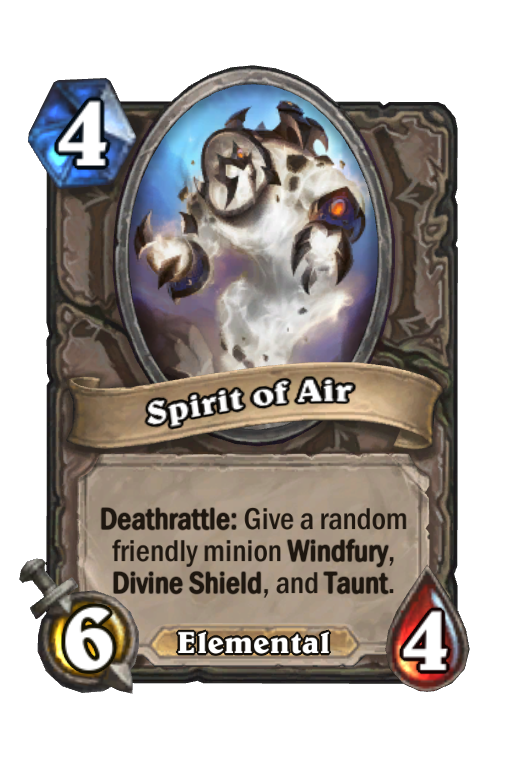 4
Spirit of Air
Deathrattle: Give a random
friendly minion Windfury,
Divine Shield, and Taunt.
6
Elemental
4